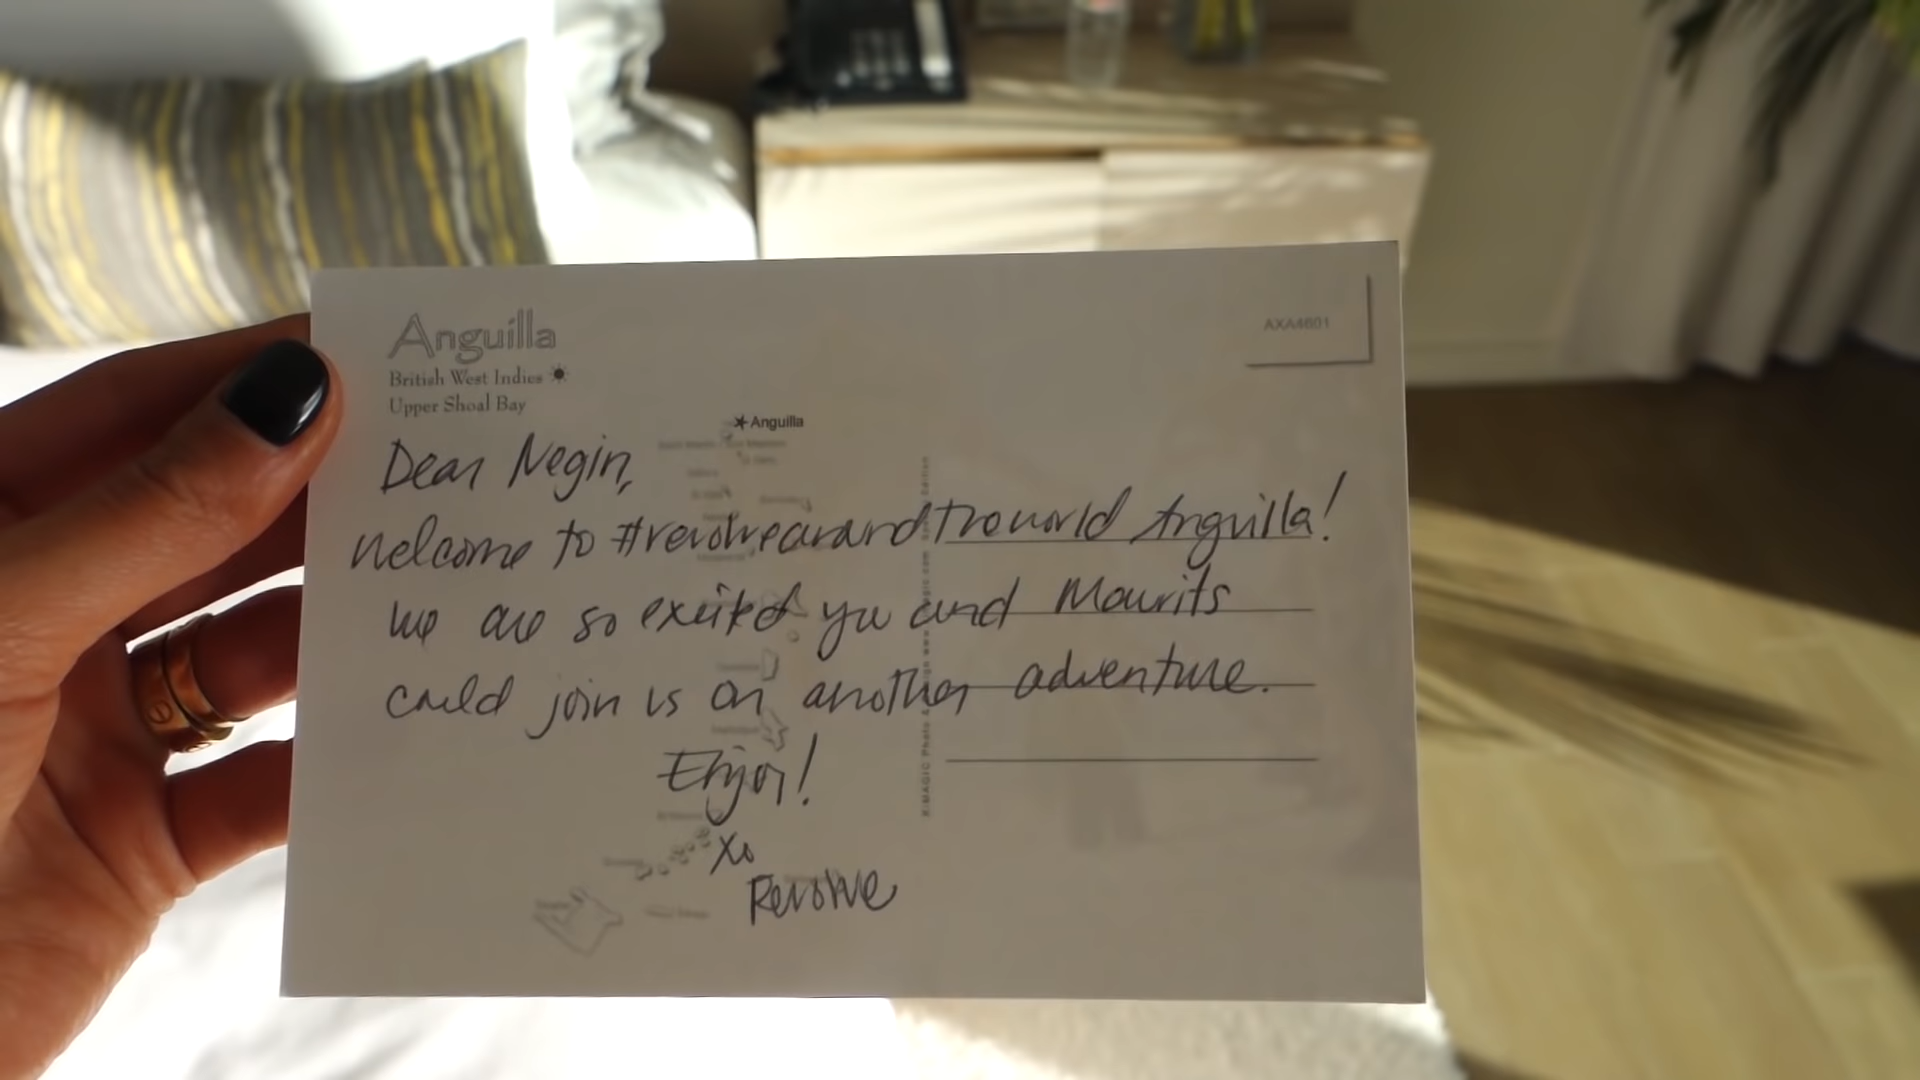 Anguilla
British West Indies
Upper Shoal Bay
AXA4601
Anguilla
Dear Negin,
Welcome to #revolvearoundtheworld Anguilla!
We are so excited you and Mourits
could join us on another adventure.
Enjoy!
XO
Revolve